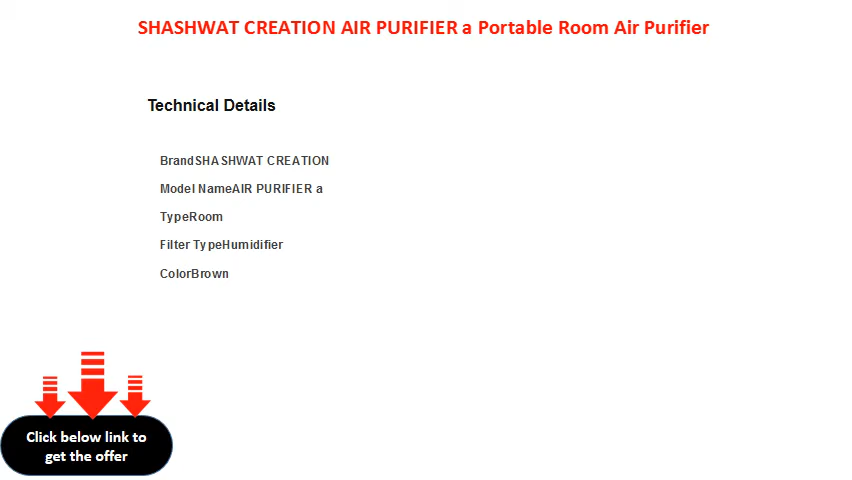 SHASHWAT CREATION AIR PURIFIER a Portable Room Air Purifier
Technical Details
BrandSHASHWAT CREATION
Model NameAIR PURIFIER a
TypeRoom
Filter TypeHumidifier
ColorBrown
Click below link to
get the offer